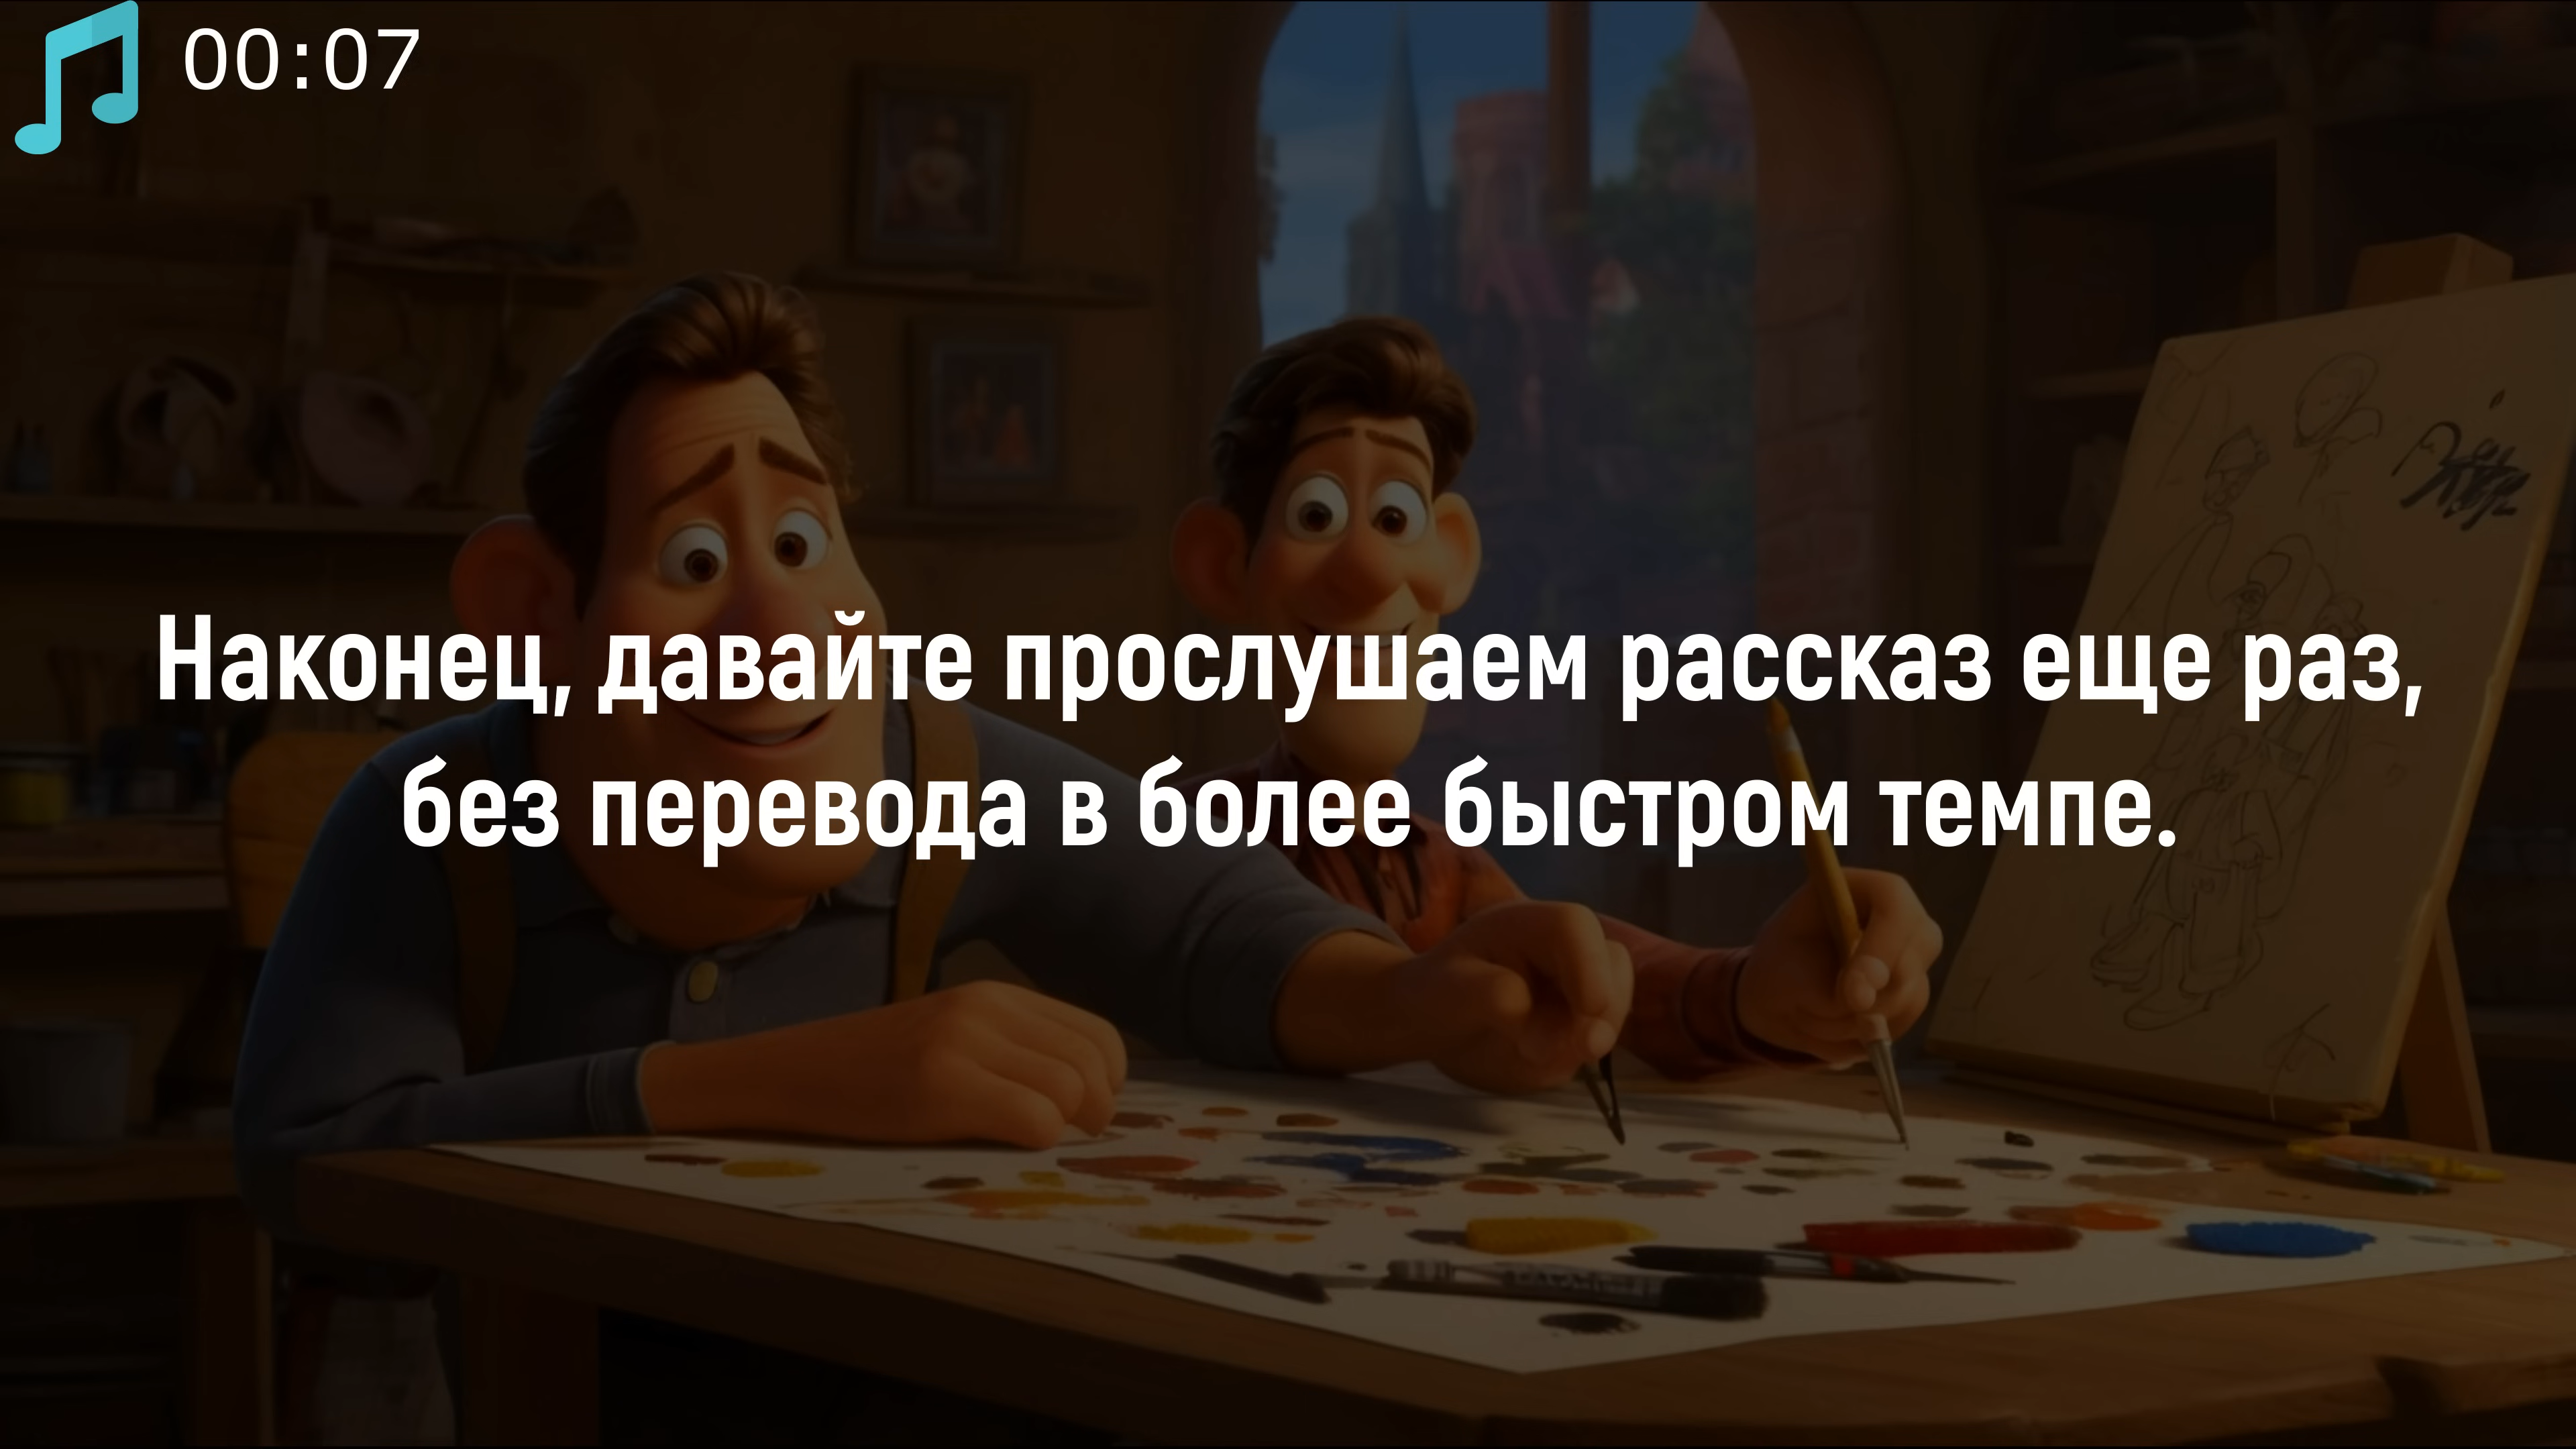 00:07
Наконец, давайте прослушаем рассказ еще раз,
без перевода в более быстром темпе.